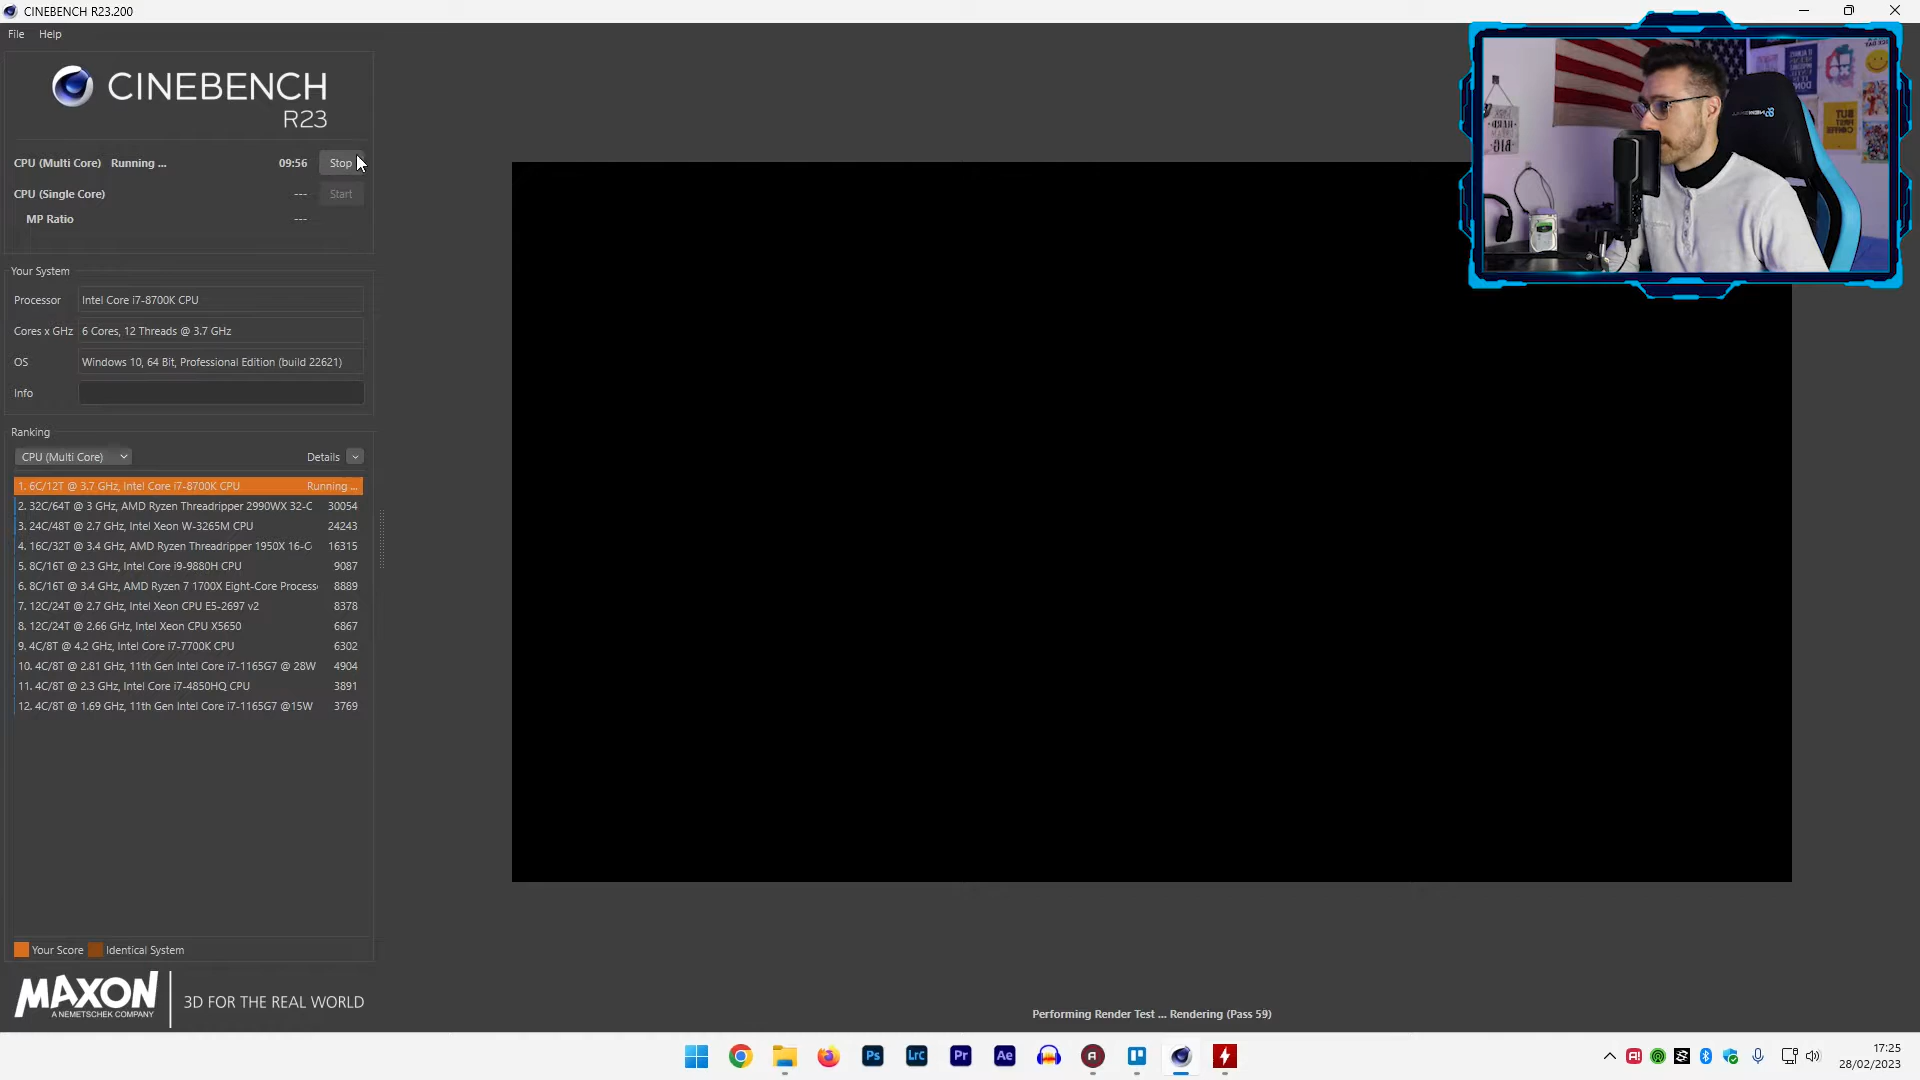 CINEBENCH R23.200
File Help
CINEBENCH
R23
CPU (Multi Core) Running ... 09:56 Stop
CPU (Single Core) --- Start
MP Ratio ---
Your System
Processor Intel Core i7-8700K CPU
Cores x GHz 6 Cores, 12 Threads @ 3.7 GHz
OS Windows 10, 64 Bit, Professional Edition (build 22621)
Info
Ranking
CPU (Multi Core) Details
1. 6C/12T @ 3.7 GHz, Intel Core i7-8700K CPU Running ...
2. 32C/64T @ 3 GHz, AMD Ryzen Threadripper 2990WX 32-C 30054
3. 24C/48T @ 2.7 GHz, Intel Xeon W-3265M CPU 24243
4. 16C/32T @ 3.4 GHz, AMD Ryzen Threadripper 1950X 16-C 16315
5. 8C/16T @ 2.3 GHz, Intel Core i9-9880H CPU 9087
6. 8C/16T @ 3.4 GHz, AMD Ryzen 7 1700X Eight-Core Process 8889
7. 12C/24T @ 2.7 GHz, Intel Xeon CPU E5-2697 v2 8378
8. 12C/24T @ 2.66 GHz, Intel Xeon CPU X5650 6867
9. 4C/8T @ 4.2 GHz, Intel Core i7-7700K CPU 6302
10. 4C/8T @ 2.81 GHz, 11th Gen Intel Core i7-1165G7 @ 28W 4904
11. 4C/8T @ 2.3 GHz, Intel Core i7-4850HQ CPU 3891
12. 4C/8T @ 1.69 GHz, 11th Gen Intel Core i7-1165G7 @15W 3769
Your Score Identical System
MAXON
A NEMETSCHEK COMPANY
3D FOR THE REAL WORLD
Performing Render Test ... Rendering (Pass 59)
HARD
BIG
BUT
FIRST
COFFEE
Ps LrC Pr Ae
17:25
28/02/2023